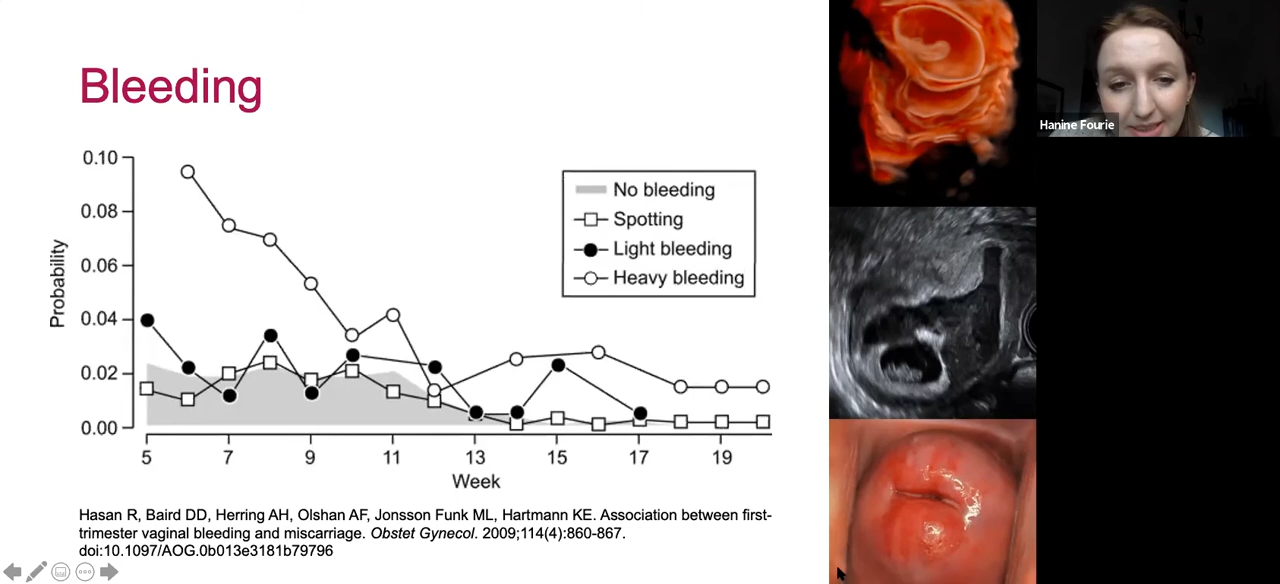 Bleeding
0.10
0.08
0.06
0.04
0.02
0.00
Probability
No bleeding
Spotting
Light bleeding
Heavy bleeding
5 7 9 11 13 15 17 19
Week
Hasan R, Baird DD, Herring AH, Olshan AF, Jonsson Funk ML, Hartmann KE. Association between first-
trimester vaginal bleeding and miscarriage. Obstet Gynecol. 2009;114(4):860-867.
doi:10.1097/AOG.0b013e3181b79796
Hanine Fourie